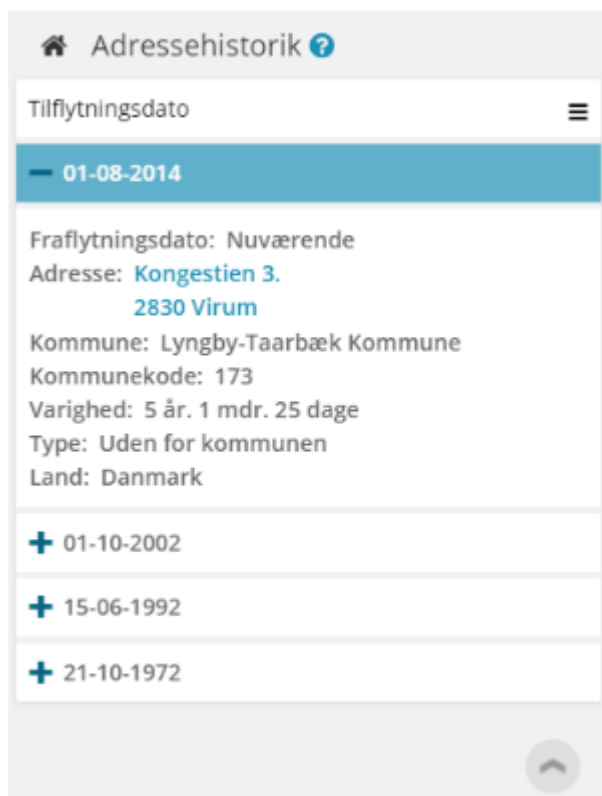 Adressehistorik
Tilflytningsdato
01-08-2014
Fraflytningsdato: Nuværende
Adresse: Kongestien 3.
2830 Virum
Kommune: Lyngby-Taarbæk Kommune
Kommunekode: 173
Varighed: 5 år. 1 mdr. 25 dage
Type: Uden for kommunen
Land: Danmark
01-10-2002
15-06-1992
21-10-1972